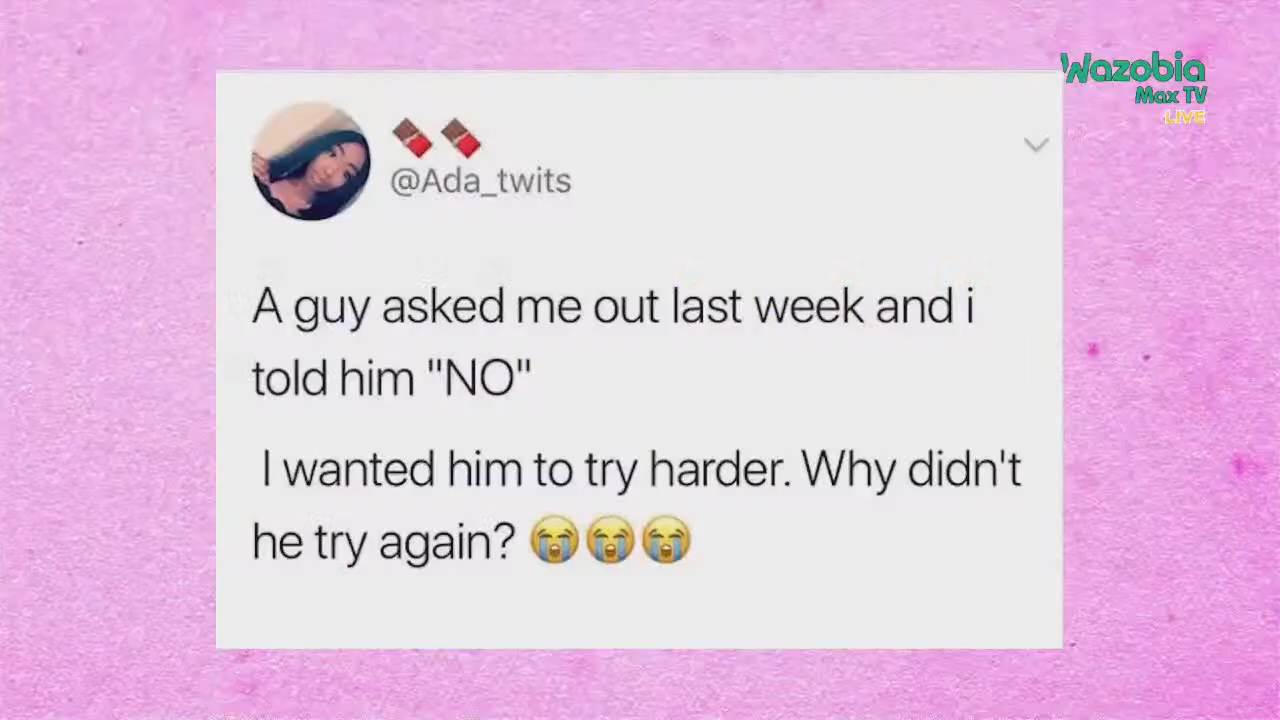 Wazobia
Max TV
LIVE
🍫🍫
@Ada_twits
A guy asked me out last week and i
told him "NO"
I wanted him to try harder. Why didn't
he try again? 😭😭😭